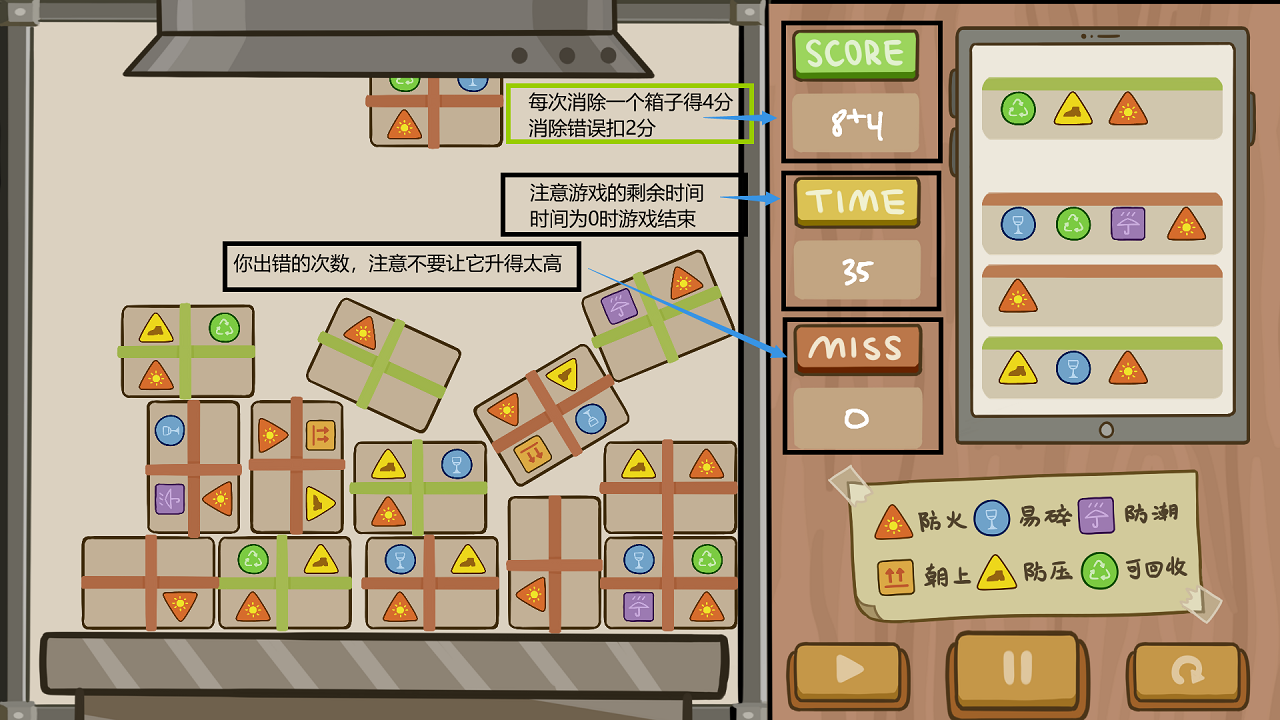 每次消除一个箱子得4分
消除错误扣2分
SCORE
8+4
注意游戏的剩余时间
时间为0时游戏结束
TIME
35
你出错的次数，注意不要让它升得太高
MISS
0
防火 易碎 防潮
朝上 防压 可回收